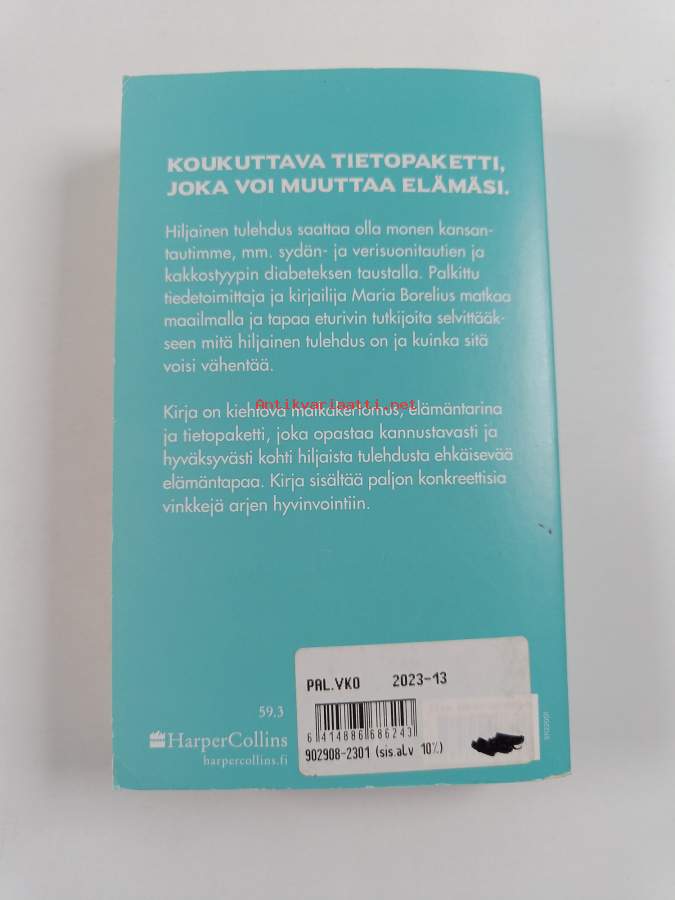 KOUKUTTAVA TIETOPAKETTI,
JOKA VOI MUUTTAA ELÄMÄSI.
Hiljainen tulehdus saattaa olla monen kansan-
tautimme, mm. sydän- ja verisuonitautien ja
kakkostyypin diabeteksen taustalla. Palkittu
tiedetoimittaja ja kirjailija Maria Borelius matkaa
maailmalla ja tapaa eturivin tutkijoita selvittääk-
seen mitä hiljainen tulehdus on ja kuinka sitä
voisi vähentää.
Antikvariaatti.net
Kirja on kiehtova matkakertomus, elämäntarina
ja tietopaketti, joka opastaa kannustavasti ja
hyväksyvästi kohti hiljaista tulehdusta ehkäisevää
elämäntapaa. Kirja sisältää paljon konkreettisia
vinkkejä arjen hyvinvointiin.
PAL.VKO 2023-13
6 414886 686243
902908-2301 (sis.alv 10%)
59.3
HarperCollins
harpercollins.fi